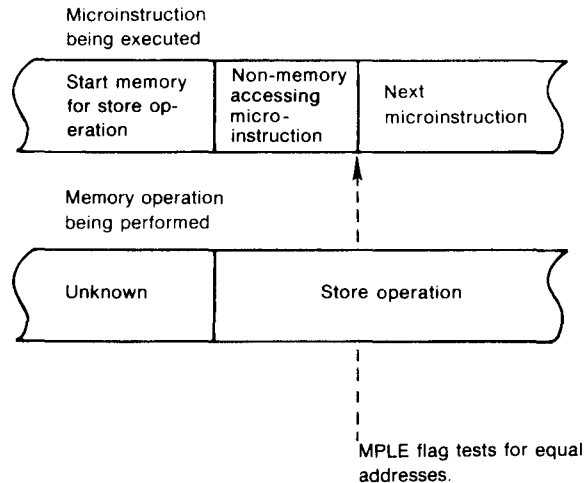 Microinstruction
being executed
Start memory
for store op-
eration
Non-memory
accessing
micro-
instruction
Next
microinstruction
Memory operation
being performed
Unknown
Store operation
MPLE flag tests for equal
addresses.